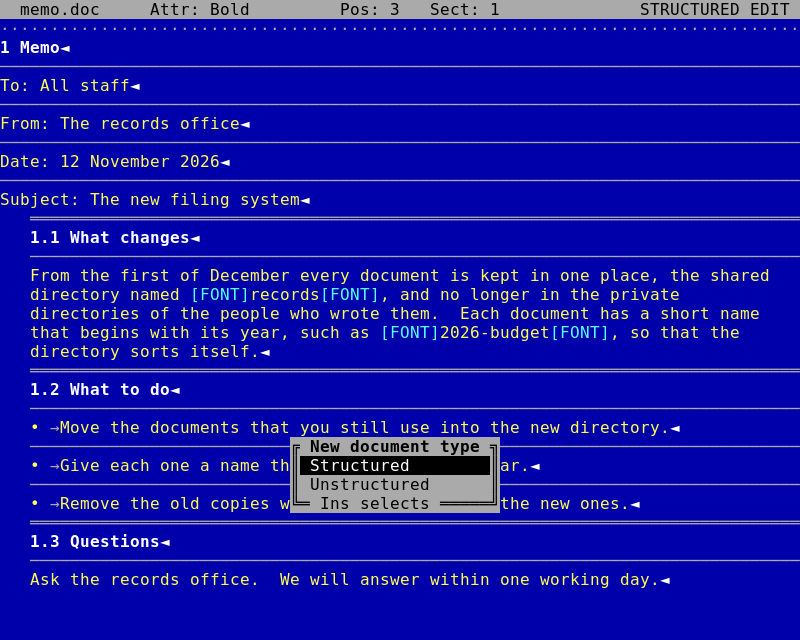 memo.doc Attr: Bold Pos: 3 Sect: 1 STRUCTURED EDIT
1 Memo◄
To: All staff◄
From: The records office◄
Date: 12 November 2026◄
Subject: The new filing system◄
1.1 What changes◄
From the first of December every document is kept in one place, the shared
directory named [FONT]records[FONT], and no longer in the private
directories of the people who wrote them.  Each document has a short name
that begins with its year, such as [FONT]2026-budget[FONT], so that the
directory sorts itself.◄
1.2 What to do◄
• →Move the documents that you still use into the new directory.◄
New document type
• →Give each one a name th
Structured
ar.◄
Unstructured
• →Remove the old copies w
Ins selects
the new ones.◄
1.3 Questions◄
Ask the records office.  We will answer within one working day.◄